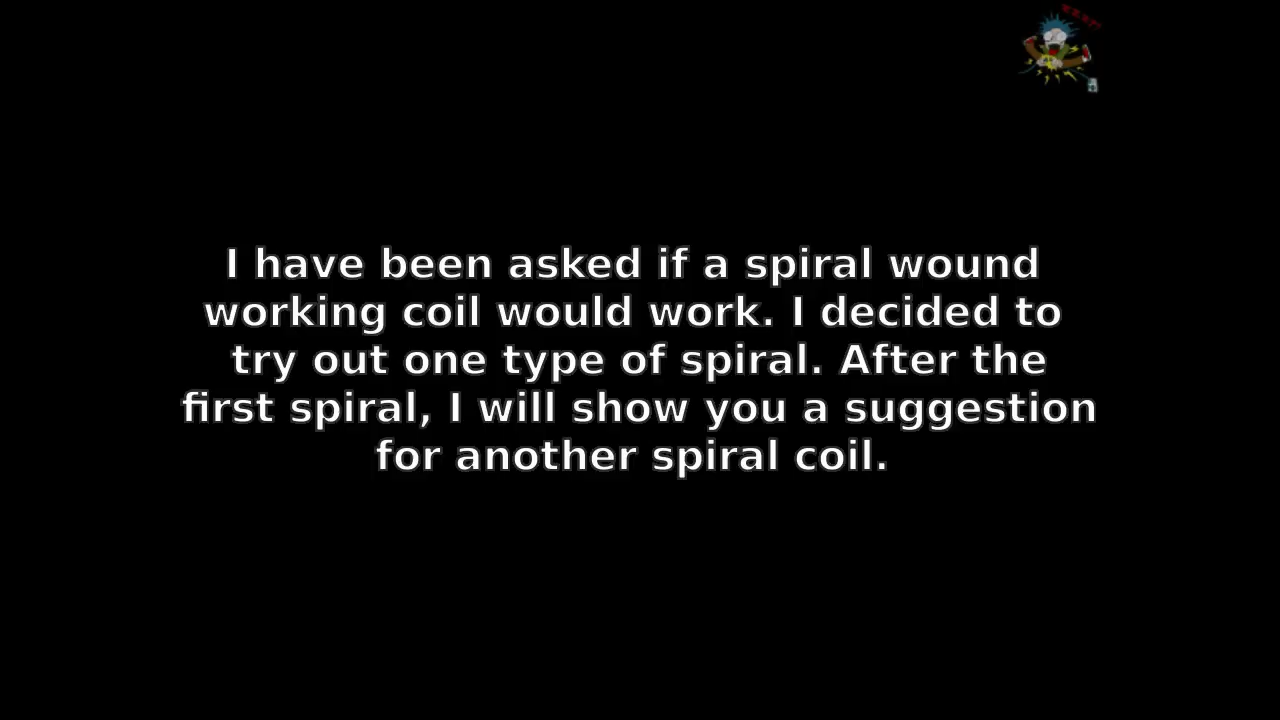 I have been asked if a spiral wound
working coil would work. I decided to
try out one type of spiral. After the
first spiral, I will show you a suggestion
for another spiral coil.